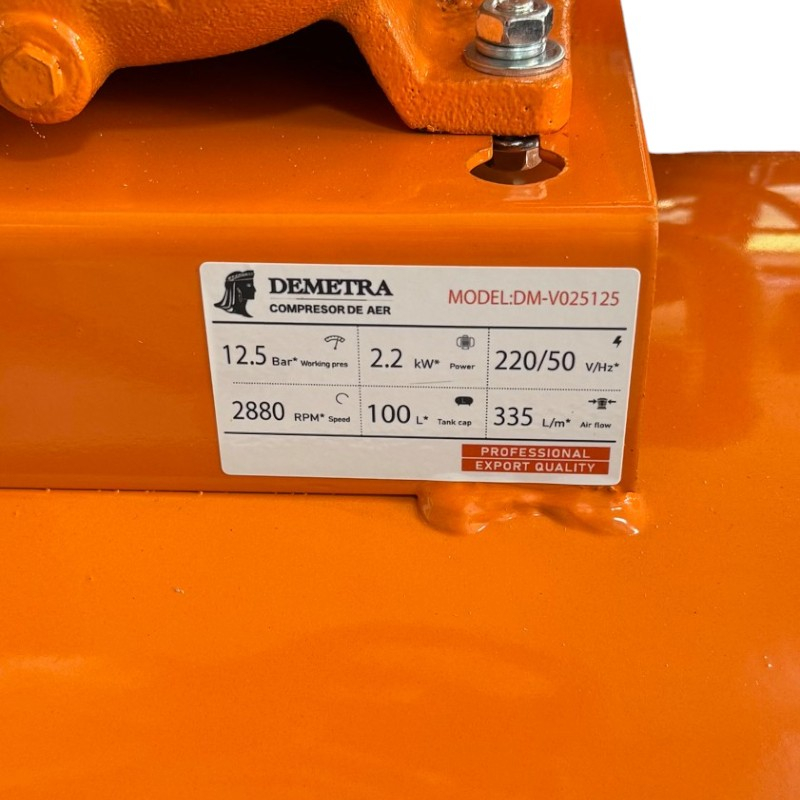 DEMETRA
COMPRESOR DE AER
MODEL:DM-V025125
12.5 Bar* Working pres
2.2 kW* Power
220/50 V/Hz*
2880 RPM* Speed
100 L* Tank cap
335 L/m* Air flow
PROFESSIONAL
EXPORT QUALITY